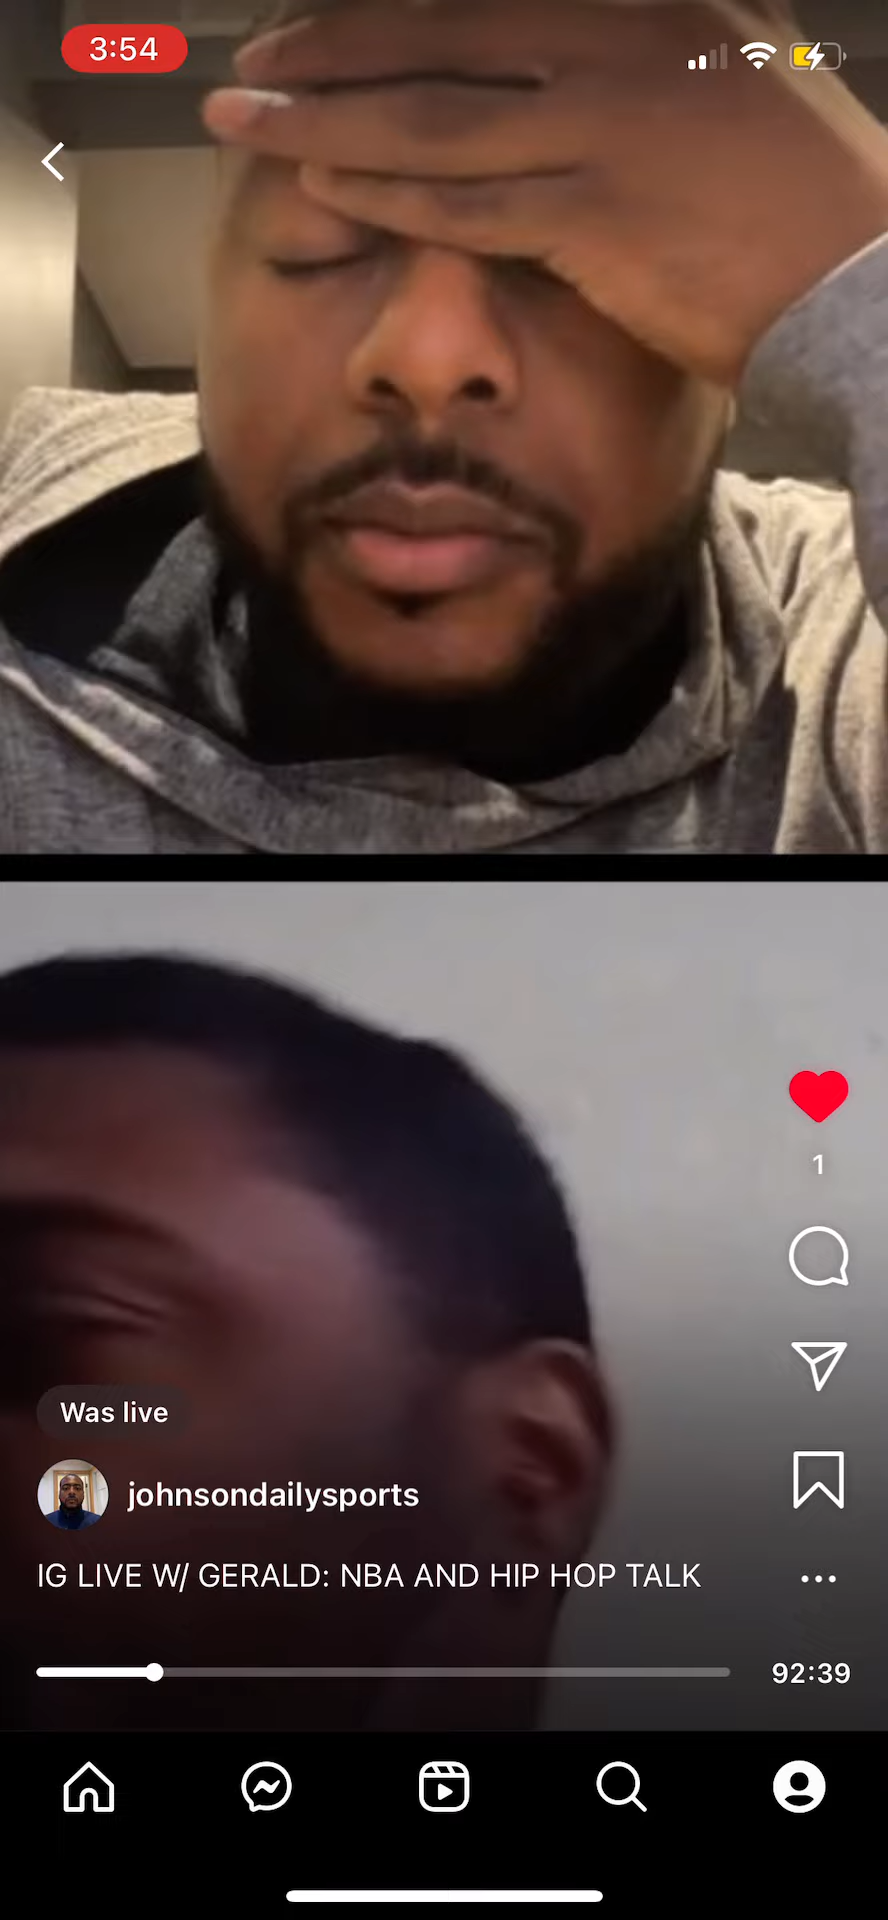 3:54
Was live
johnsondailysports
IG LIVE W/ GERALD: NBA AND HIP HOP TALK
1
92:39